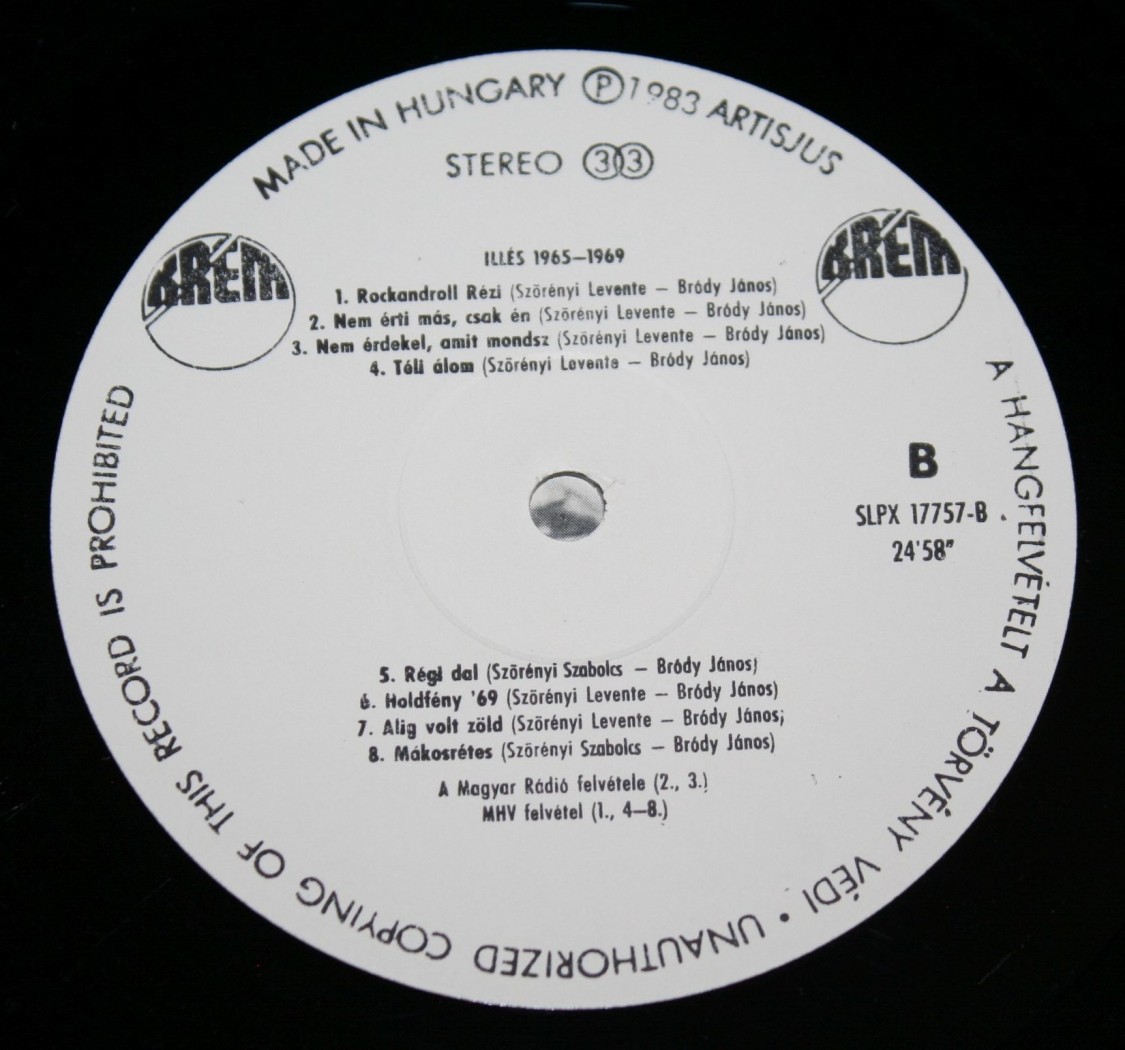 MADE IN HUNGARY Ⓟ 1983 ARTISJUS
STEREO 33
KRÉM
KRÉM
ILLÉS 1965–1969
1. Rockandroll Rézi (Szörényi Levente – Bródy János)
2. Nem érti más, csak én (Szörényi Levente – Bródy János)
3. Nem érdekel, amit mondsz (Szörényi Levente – Bródy János)
4. Téli álom (Szörényi Levente – Bródy János)
B
SLPX 17757-B
24'58"
5. Régi dal (Szörényi Szabolcs – Bródy János)
6. Holdfény '69 (Szörényi Levente – Bródy János)
7. Alig volt zöld (Szörényi Levente – Bródy János)
8. Mákosrétes (Szörényi Szabolcs – Bródy János)
A Magyar Rádió felvétele (2., 3.)
MHV felvétel (1., 4–8.)
A HANGFELVÉTELT A TÖRVÉNY VÉDI • UNAUTHORIZED COPYING OF THIS RECORD IS PROHIBITED